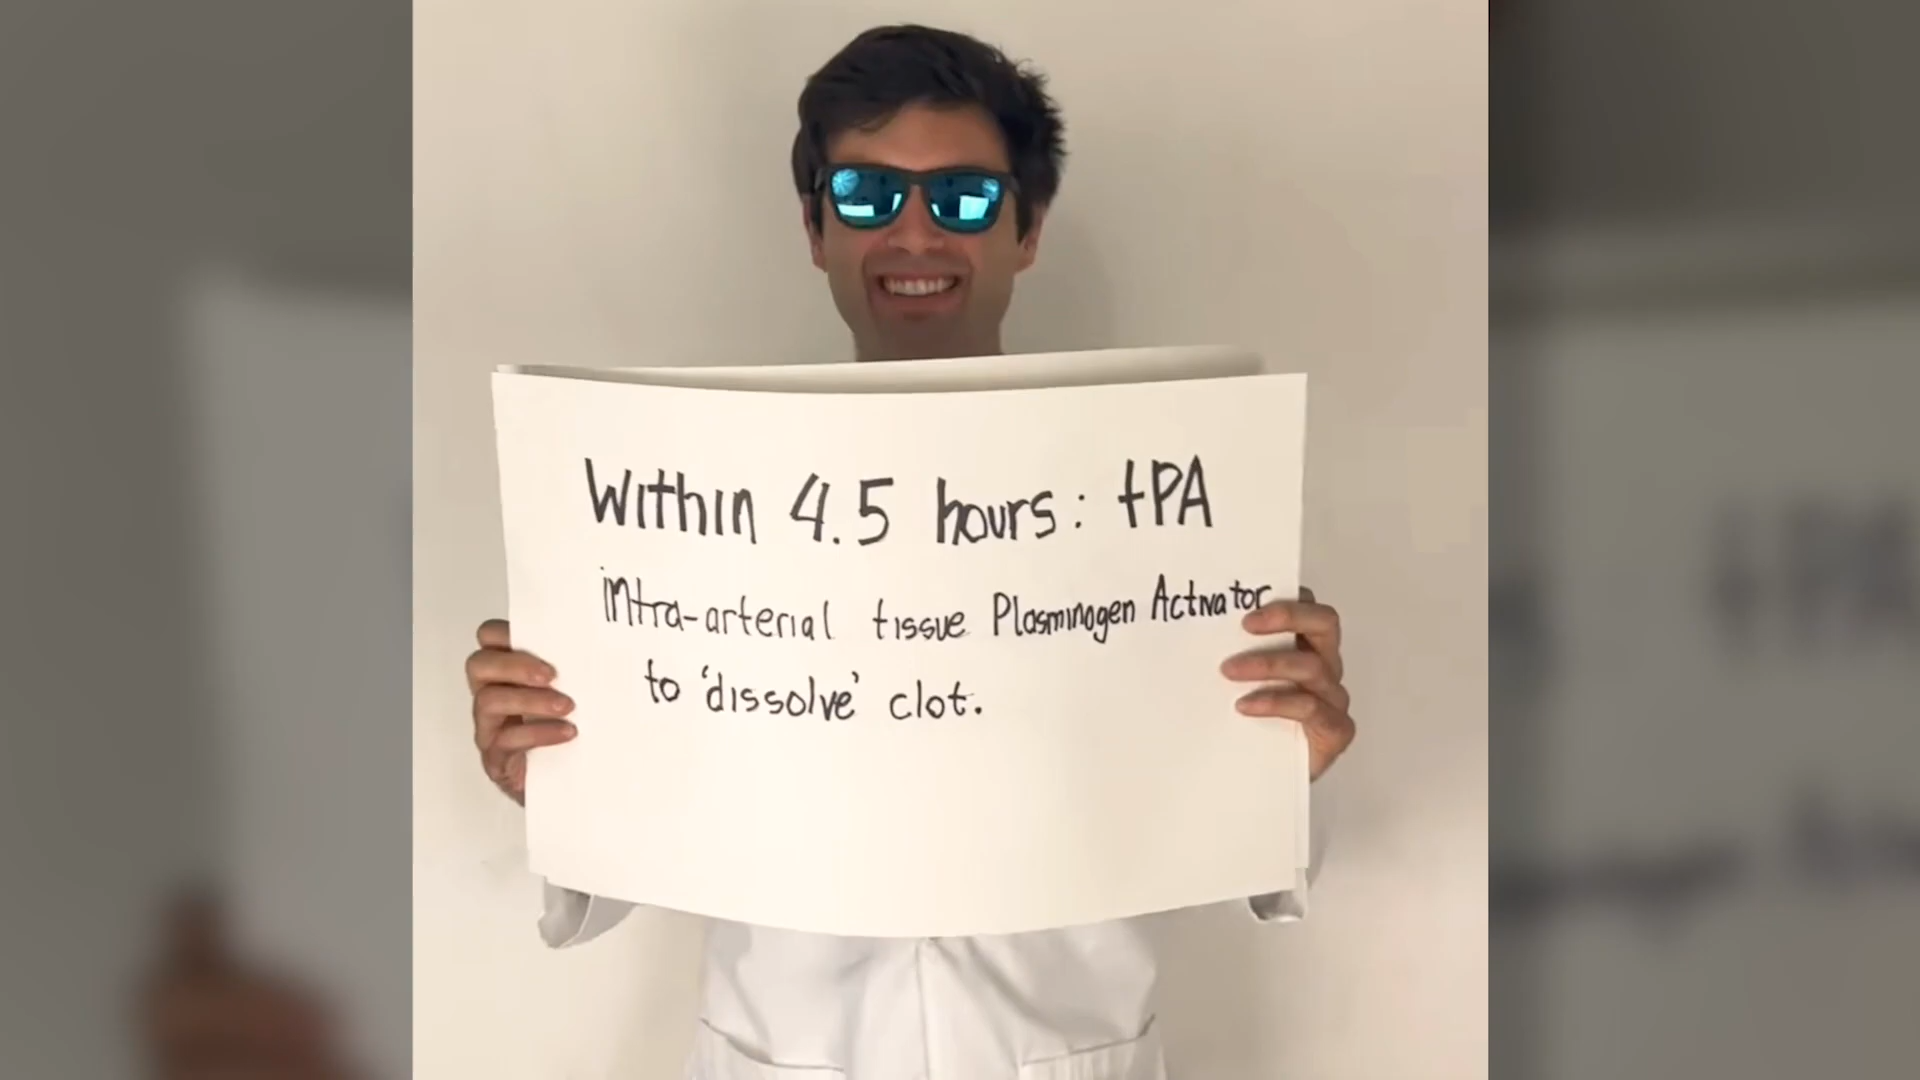 Within 4.5 hours: tPA
intra-arterial tissue Plasminogen Activator
to 'dissolve' clot.